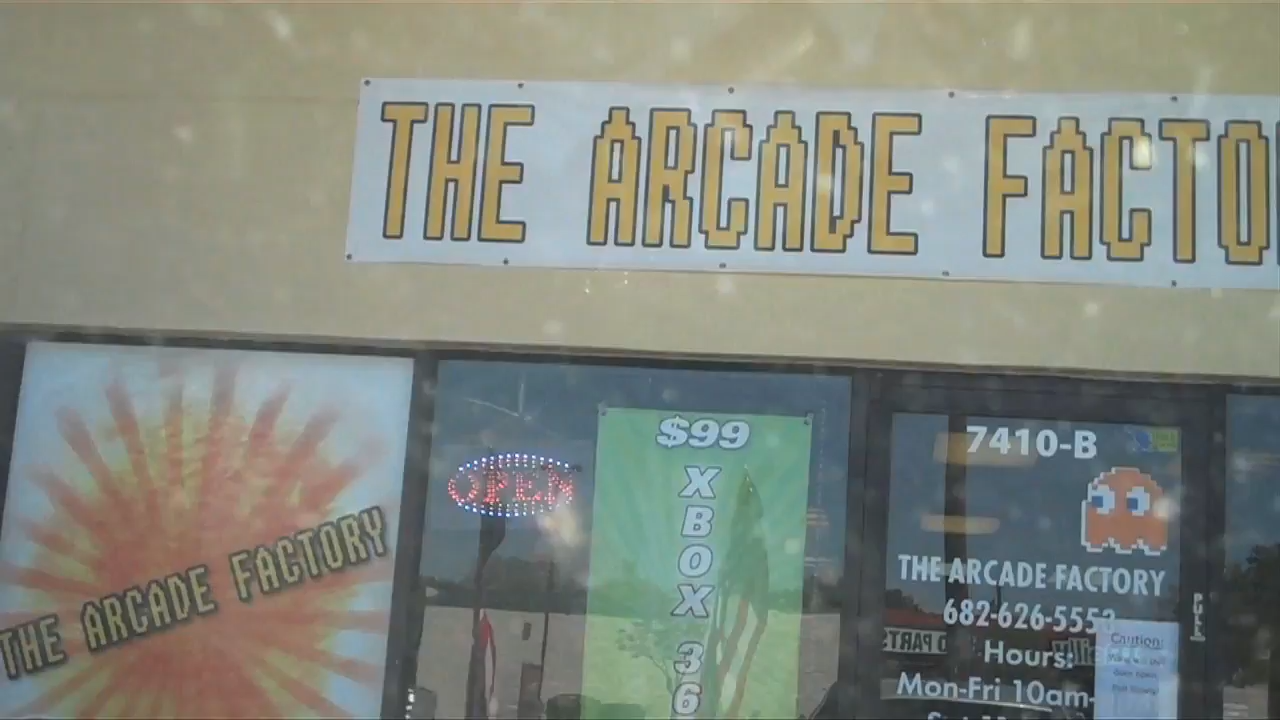 THE ARCADE FACTO
THE ARCADE FACTORY
OPEN
$99
XBOX 36
7410-B
THE ARCADE FACTORY
682-626-555
Hours:
Mon-Fri 10am-
PULL
Caution: